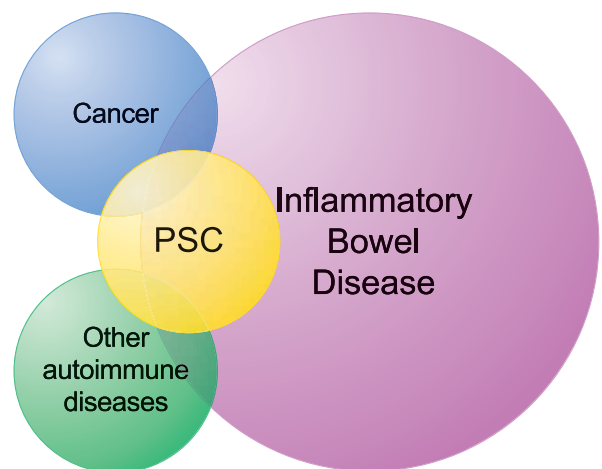 Cancer
PSC
Inflammatory
Bowel
Disease
Other
autoimmune
diseases